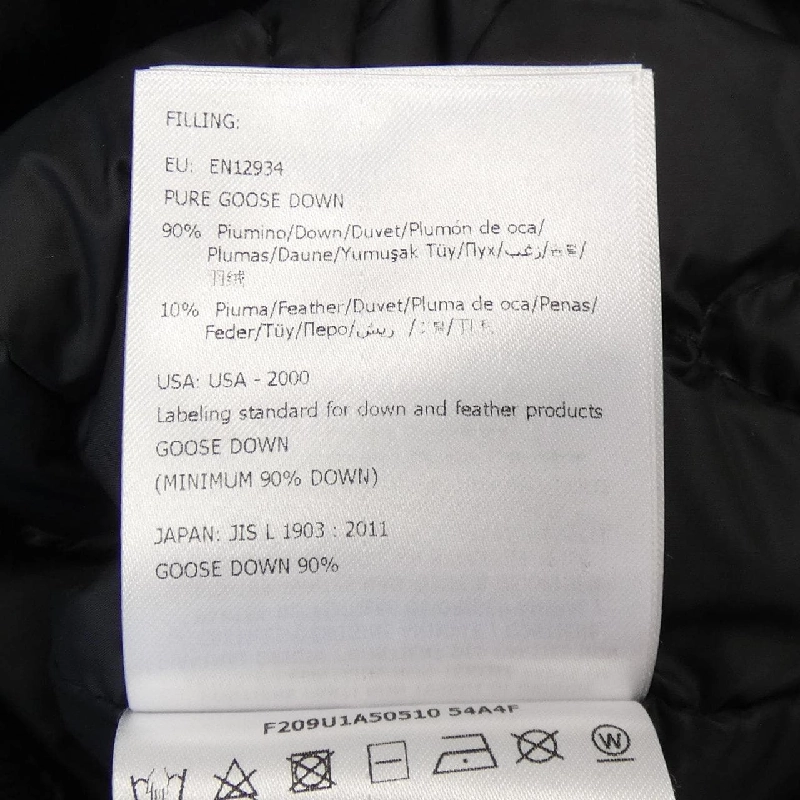 FILLING:
EU: EN12934
PURE GOOSE DOWN
90% Piumino/Down/Duvet/Plumón de oca/
Plumas/Daune/Yumuşak Tüy/Пух/زغب/
羽绒
10% Piuma/Feather/Duvet/Pluma de oca/Penas/
Feder/Tüy/Перо/ريش/
USA: USA - 2000
Labeling standard for down and feather products
GOOSE DOWN
(MINIMUM 90% DOWN)
JAPAN: JIS L 1903 : 2011
GOOSE DOWN 90%
F209U1A50510 54A4F
W